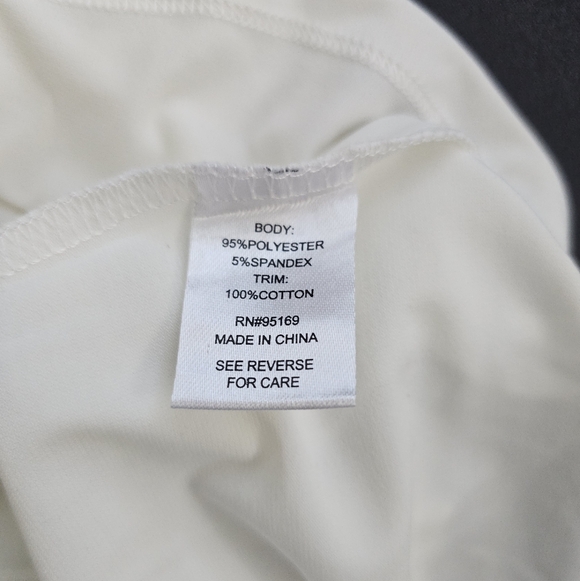 BODY:
95%POLYESTER
5%SPANDEX
TRIM:
100%COTTON
RN#95169
MADE IN CHINA
SEE REVERSE
FOR CARE